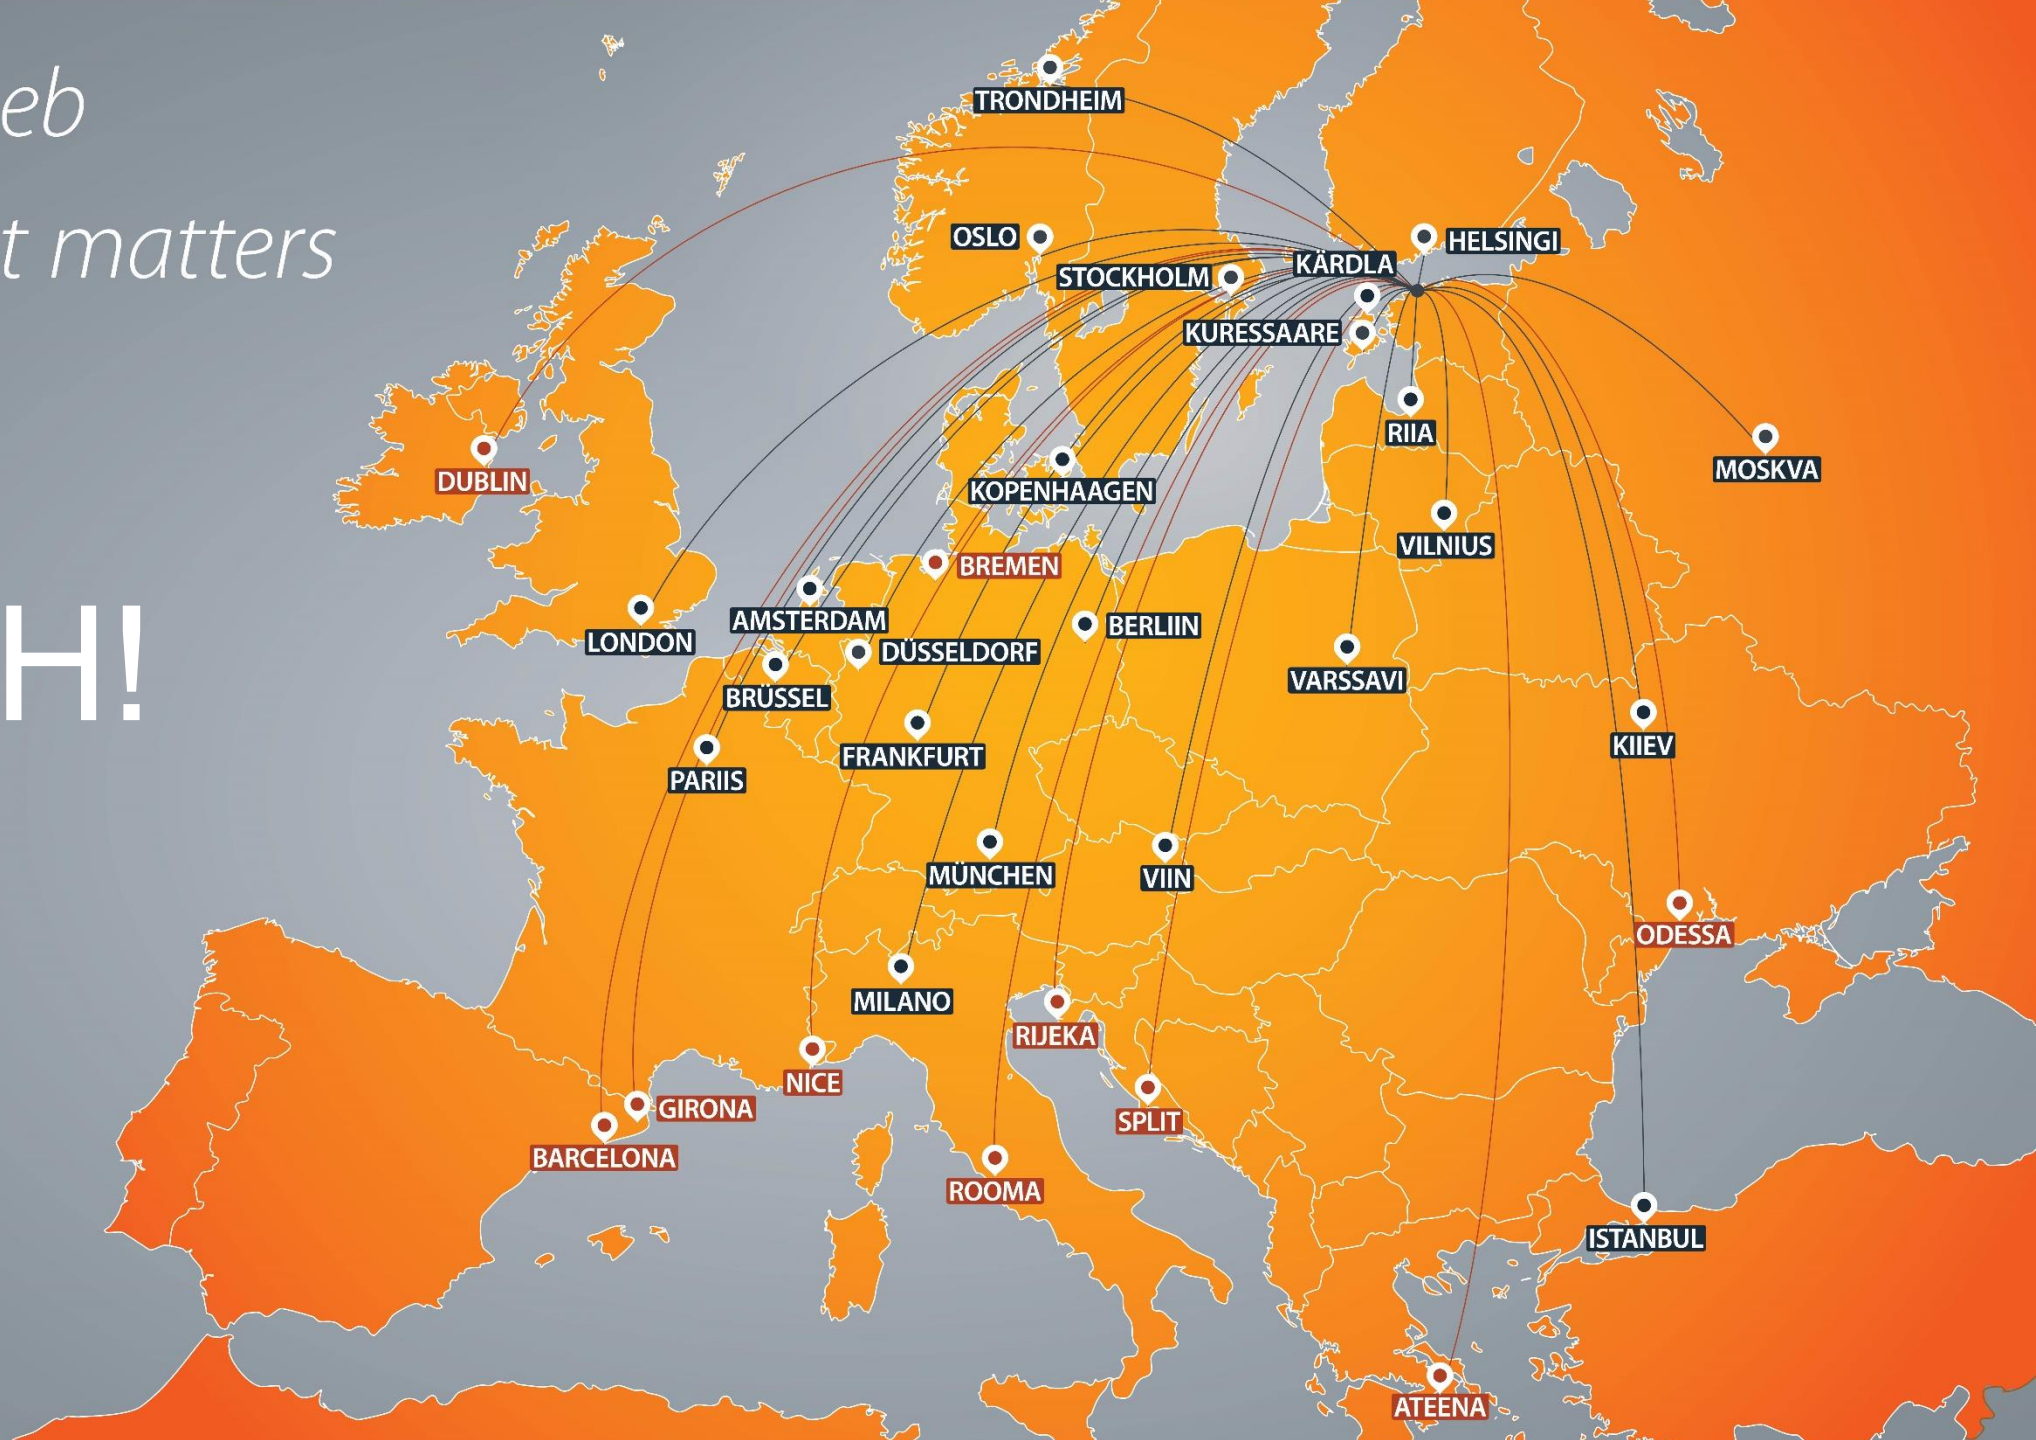 eb
t matters
H!
TRONDHEIM
OSLO
HELSINGI
KÄRDLA
STOCKHOLM
KURESSAARE
RIIA
MOSKVA
DUBLIN
KOPENHAAGEN
VILNIUS
BREMEN
AMSTERDAM
BERLIIN
LONDON
DÜSSELDORF
VARSSAVI
BRÜSSEL
KIIEV
FRANKFURT
PARIIS
MÜNCHEN
VIIN
ODESSA
MILANO
RIJEKA
NICE
GIRONA
SPLIT
BARCELONA
ROOMA
ISTANBUL
ATEENA